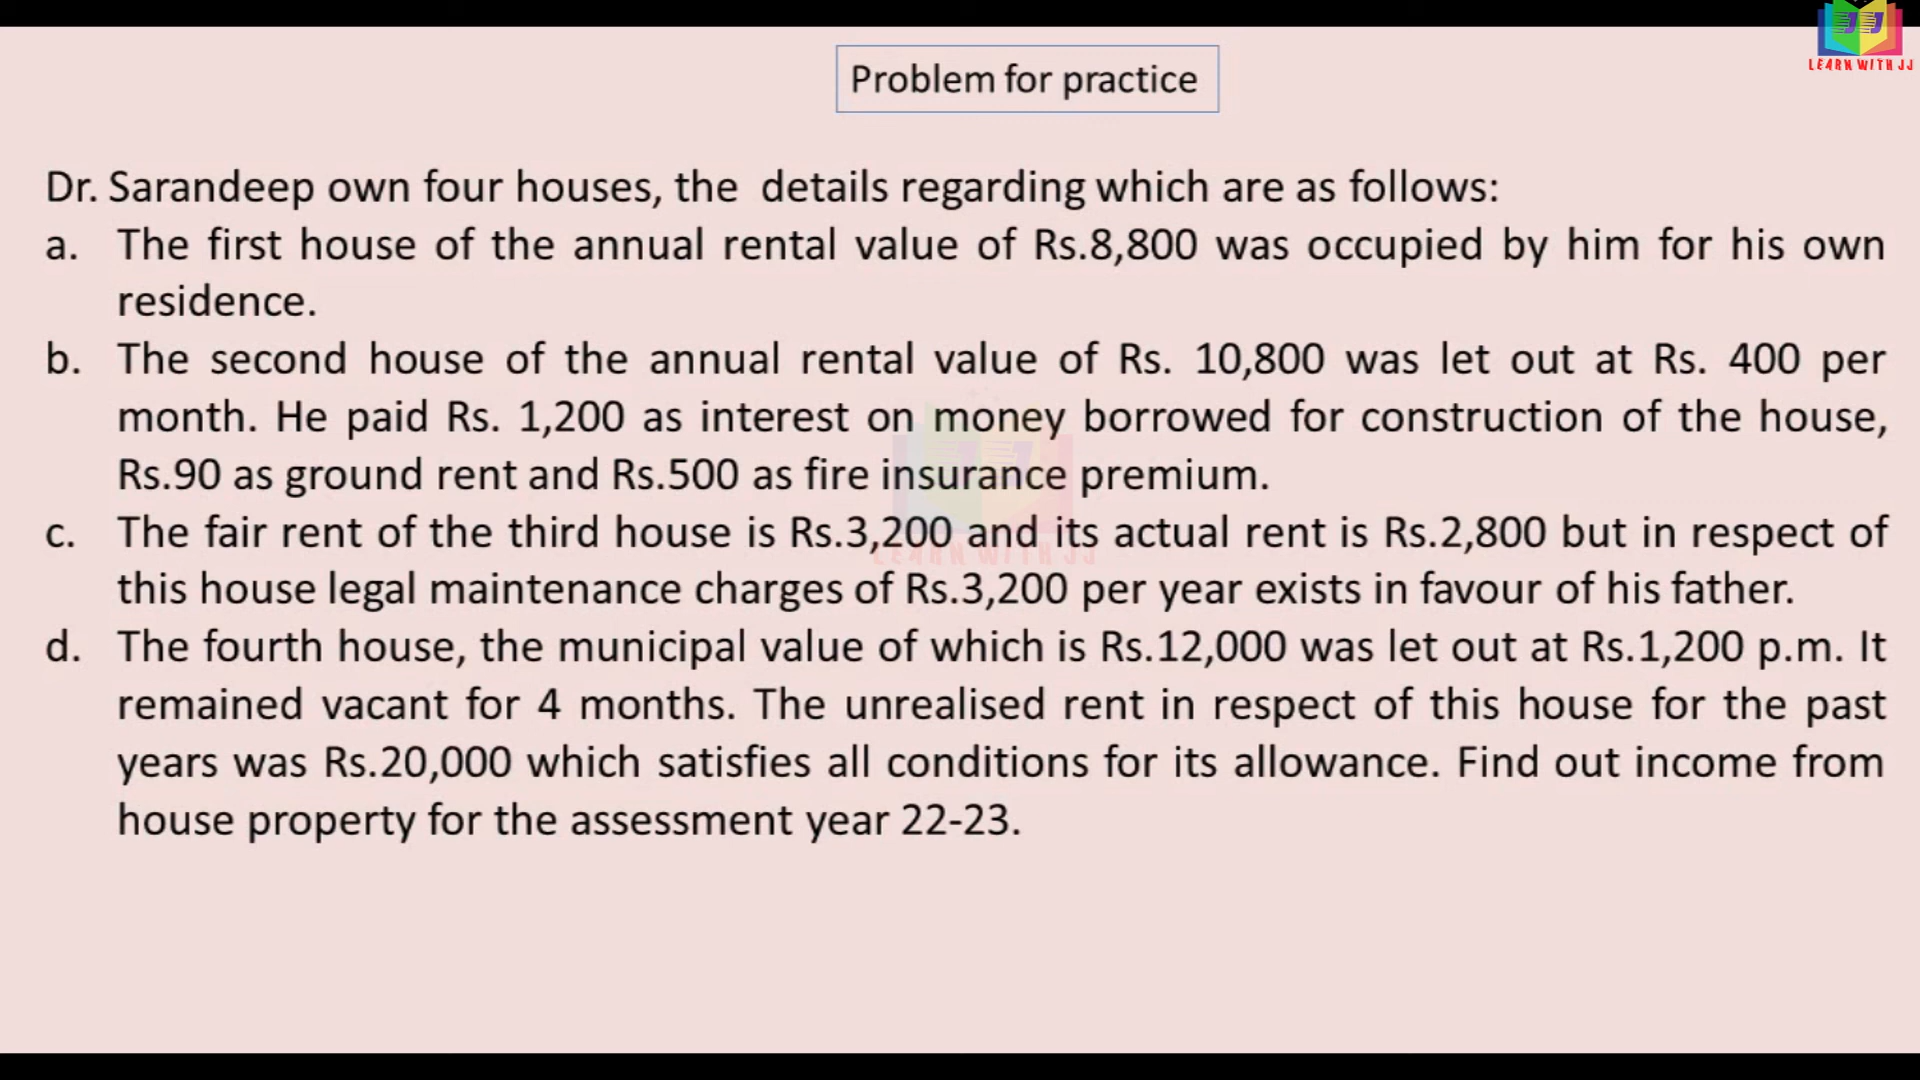 LEARN WITH JJ
Problem for practice
Dr. Sarandeep own four houses, the details regarding which are as follows:
a. The first house of the annual rental value of Rs.8,800 was occupied by him for his own
residence.
b. The second house of the annual rental value of Rs. 10,800 was let out at Rs. 400 per
month. He paid Rs. 1,200 as interest on money borrowed for construction of the house,
Rs.90 as ground rent and Rs.500 as fire insurance premium.
c. The fair rent of the third house is Rs.3,200 and its actual rent is Rs.2,800 but in respect of
LEARN WITH JJ
this house legal maintenance charges of Rs.3,200 per year exists in favour of his father.
d. The fourth house, the municipal value of which is Rs.12,000 was let out at Rs.1,200 p.m. It
remained vacant for 4 months. The unrealised rent in respect of this house for the past
years was Rs.20,000 which satisfies all conditions for its allowance. Find out income from
house property for the assessment year 22-23.